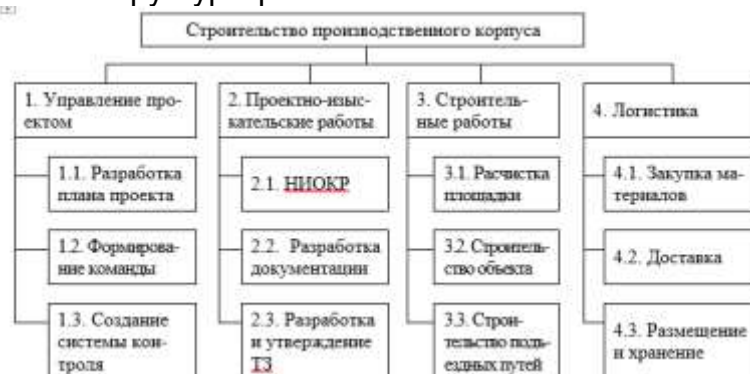 Строительство производственного корпуса
1. Управление про-
ектом
1.1. Разработка
плана проекта
1.2. Формирова-
ние команды
1.3. Создание
системы кон-
троля
2. Проектно-изыс-
кательские работы
2.1. НИОКР
2.2. Разработка
документации
2.3. Разработка
и утверждение
ТЗ
3. Строитель-
ные работы
3.1. Расчистка
площадки
3.2. Строитель-
ство объекта
3.3. Строи-
тельство подъ-
ездных путей
4. Логистика
4.1. Закупка ма-
териалов
4.2. Доставка
4.3. Размещение
и хранение